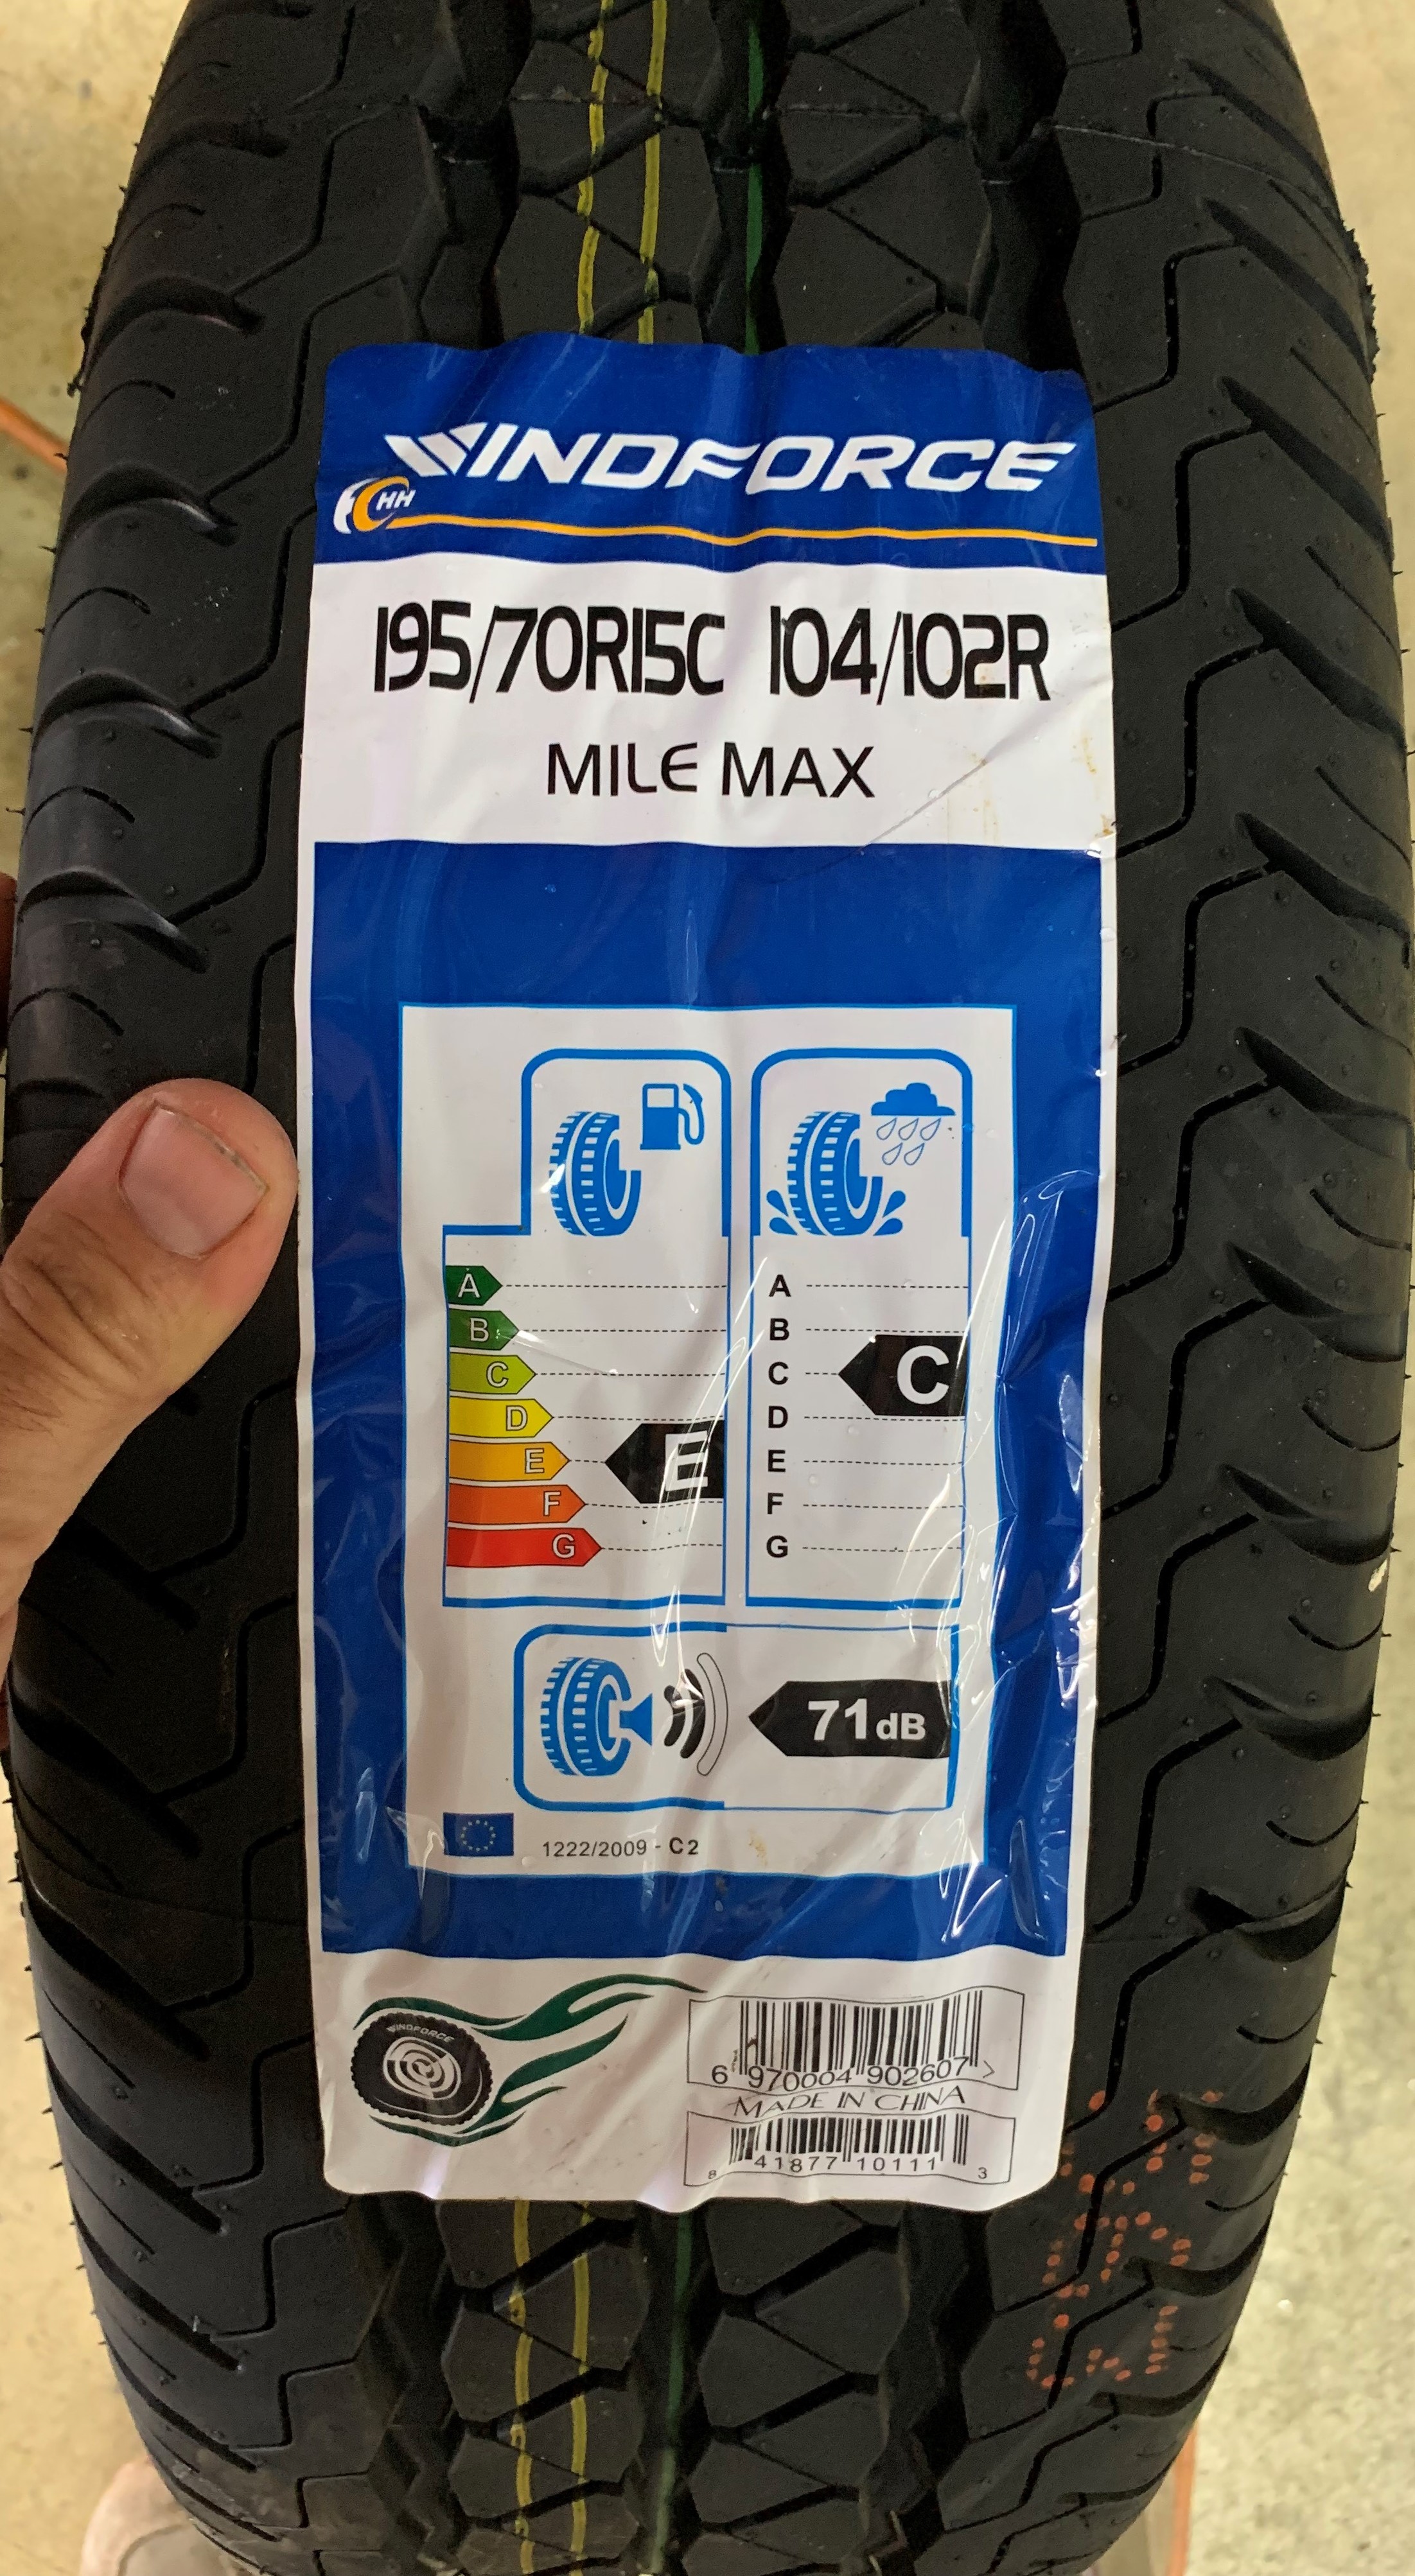 WINDFORCE
HH
195/70R15C 104/102R
MILE MAX
A
B
C
D
E
F
G
E
A
B
C
D
E
F
G
C
71dB
1222/2009 - C2
WINDFORCE
6 970004 902607 >
MADE IN CHINA
8 41877 10111 3